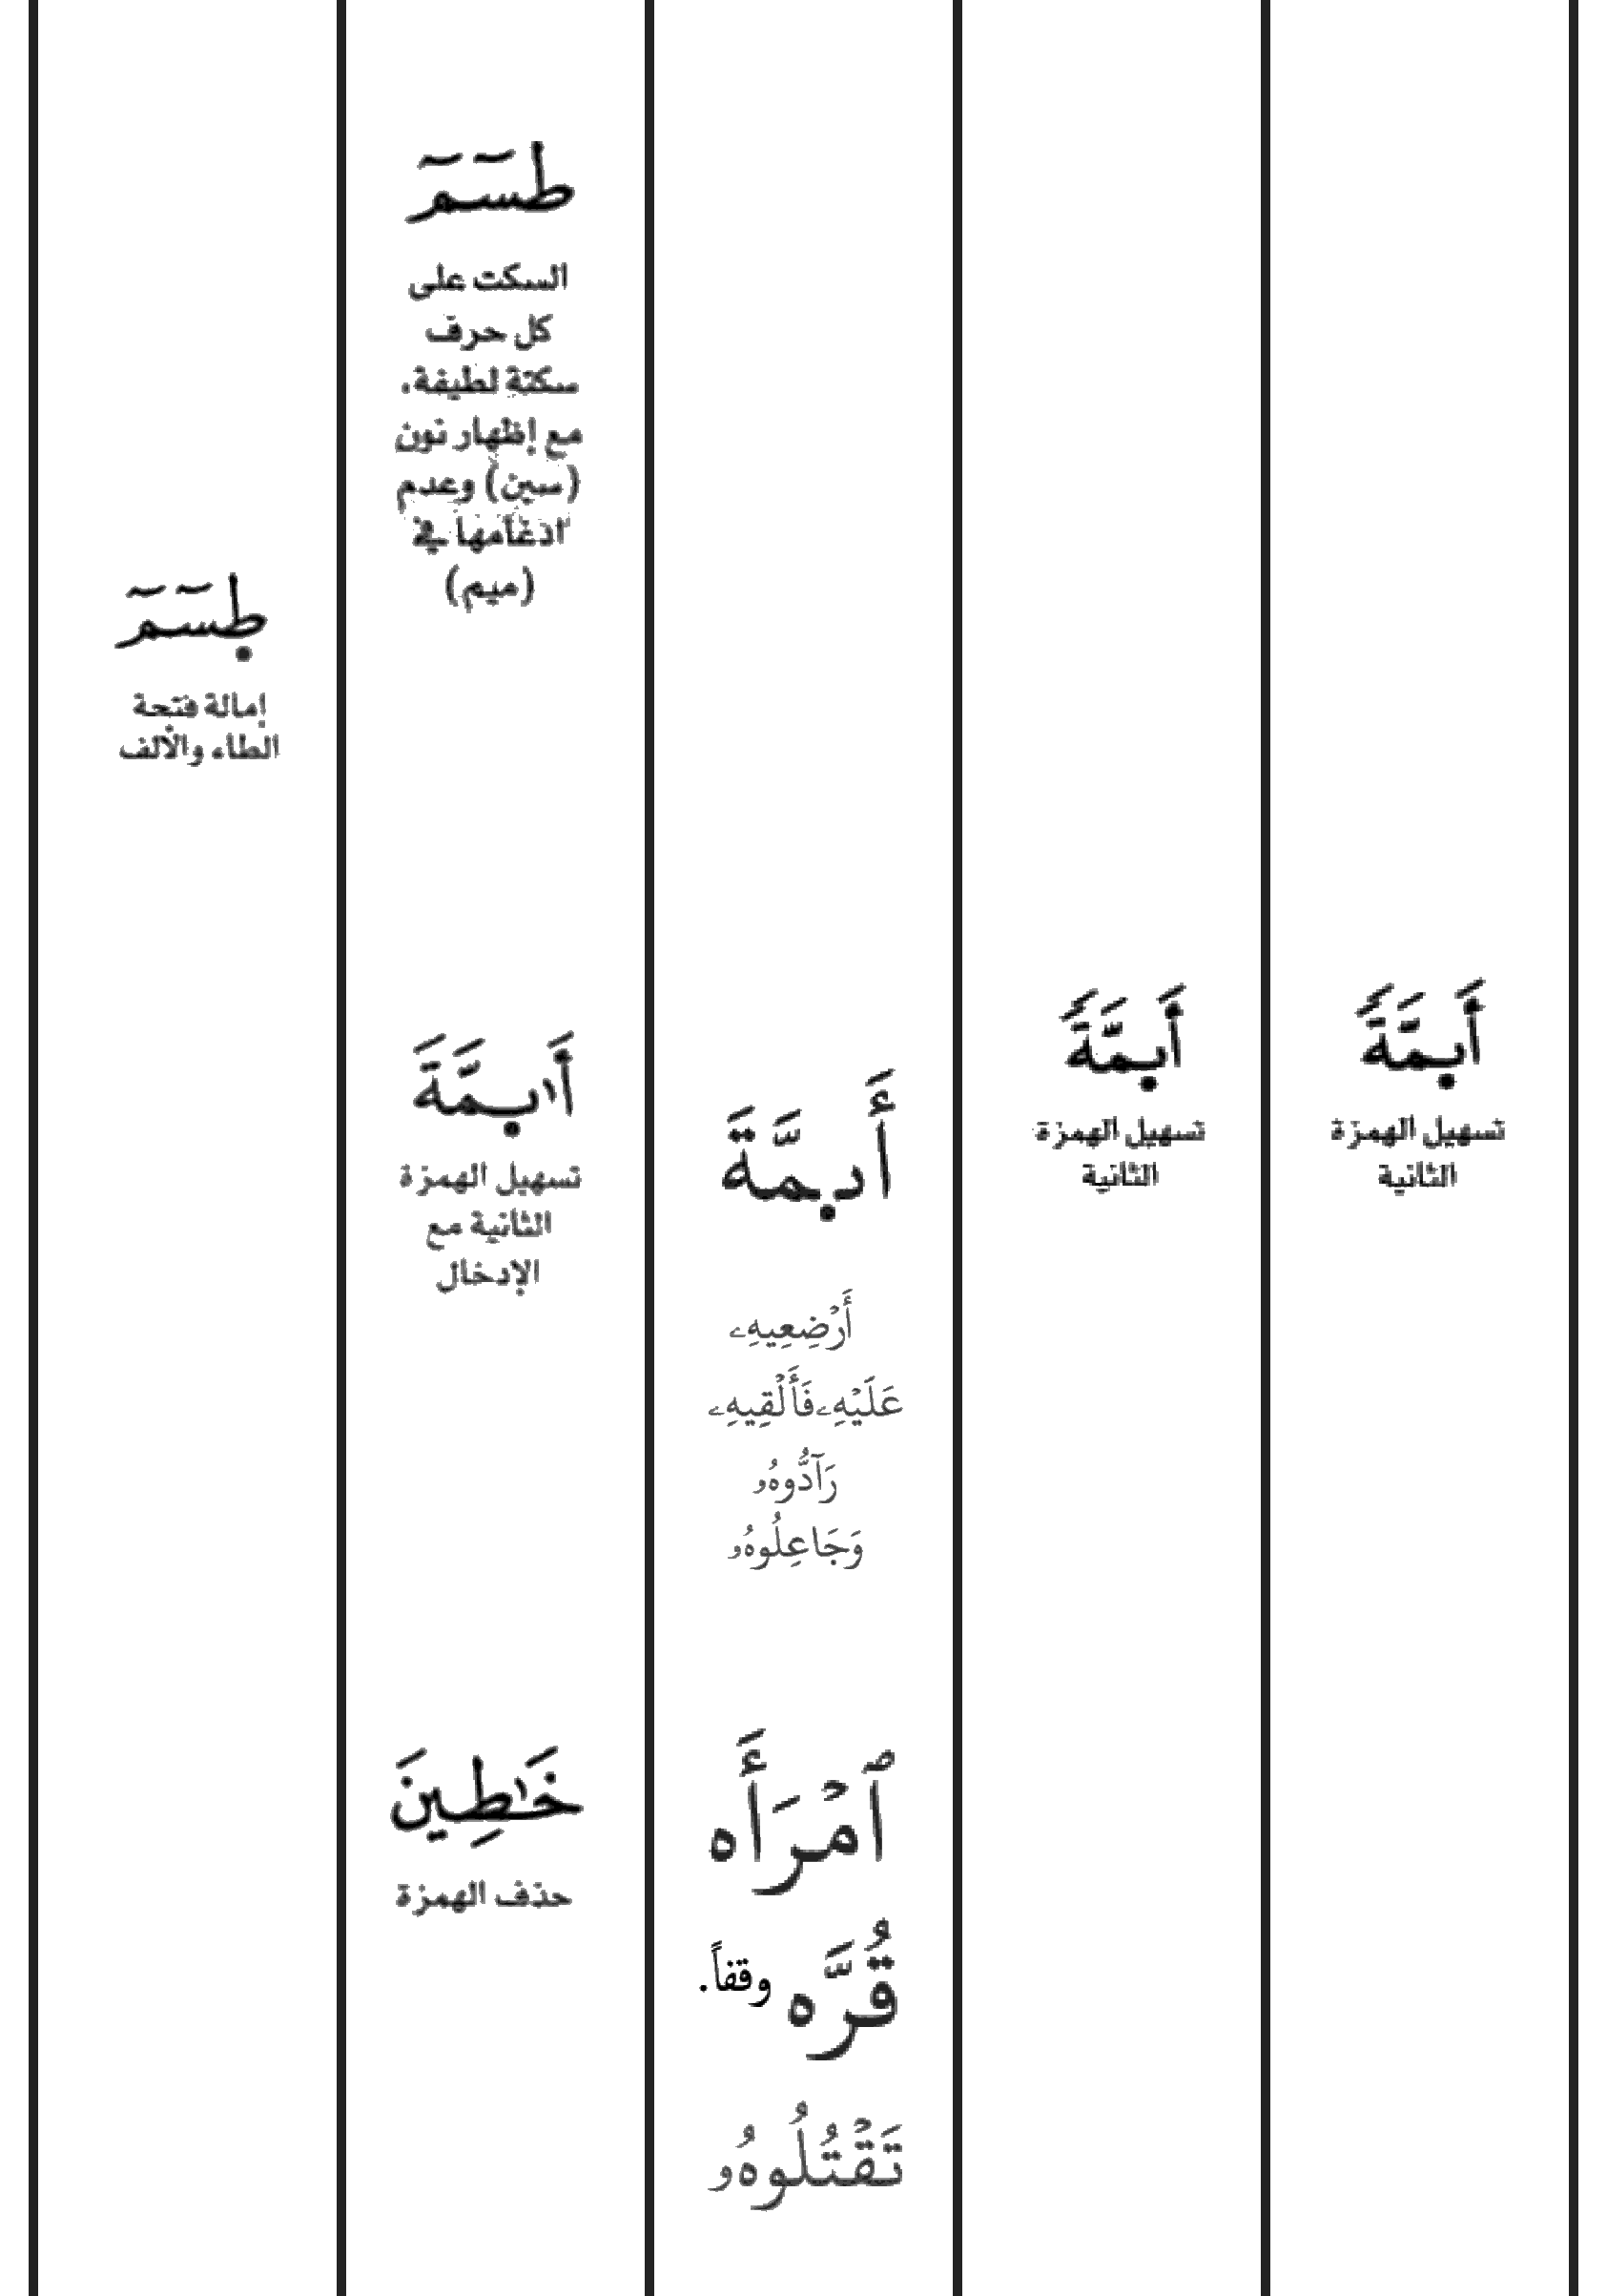 أَبِمَّةَ
تسهيل الهمزة
الثانية
أَبِمَّةَ
تسهيل الهمزة
الثانية
أَىِٕمَّةَ
أَرْضِعِيهِۦ
عَلَيْهِۦ فَأَلْقِيهِۦ
رَآدُّوهُۥ
وَجَاعِلُوهُۥ
ٱمْرَأَه
قُرَّه وقفاً.
تَقْتُلُوهُۥ
طسٓمٓ
السكت على
كل حرف
سكتة لطيفة،
مع إظهار نون
(سين) وعدم
ادغامها في
(ميم)
أَٰبِمَّةَ
تسهيل الهمزة
الثانية مع
الإدخال
خَٰطِينَ
حذف الهمزة
طسٓمٓ
إمالة فتحة
الطاء والألف